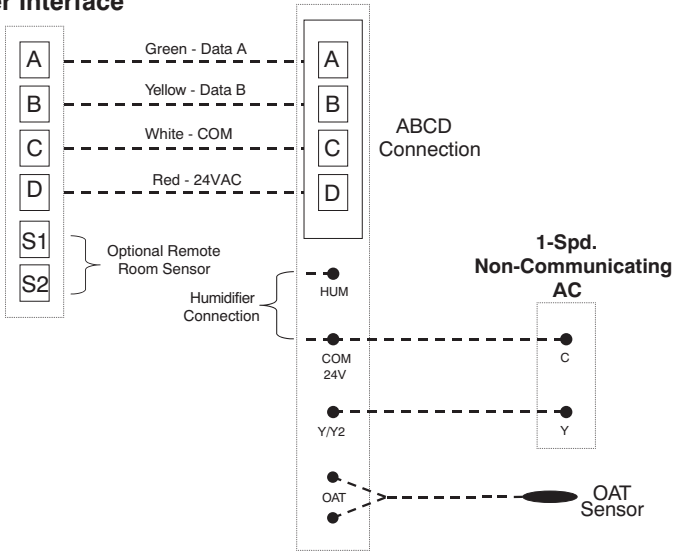 Interface
A
Green - Data A
A
B
Yellow - Data B
B
C
White - COM
C
D
Red - 24VAC
D
ABCD
Connection
S1
S2
Optional Remote
Room Sensor
Humidifier
Connection
HUM
COM
24V
Y/Y2
OAT
1-Spd.
Non-Communicating
AC
C
Y
OAT
Sensor